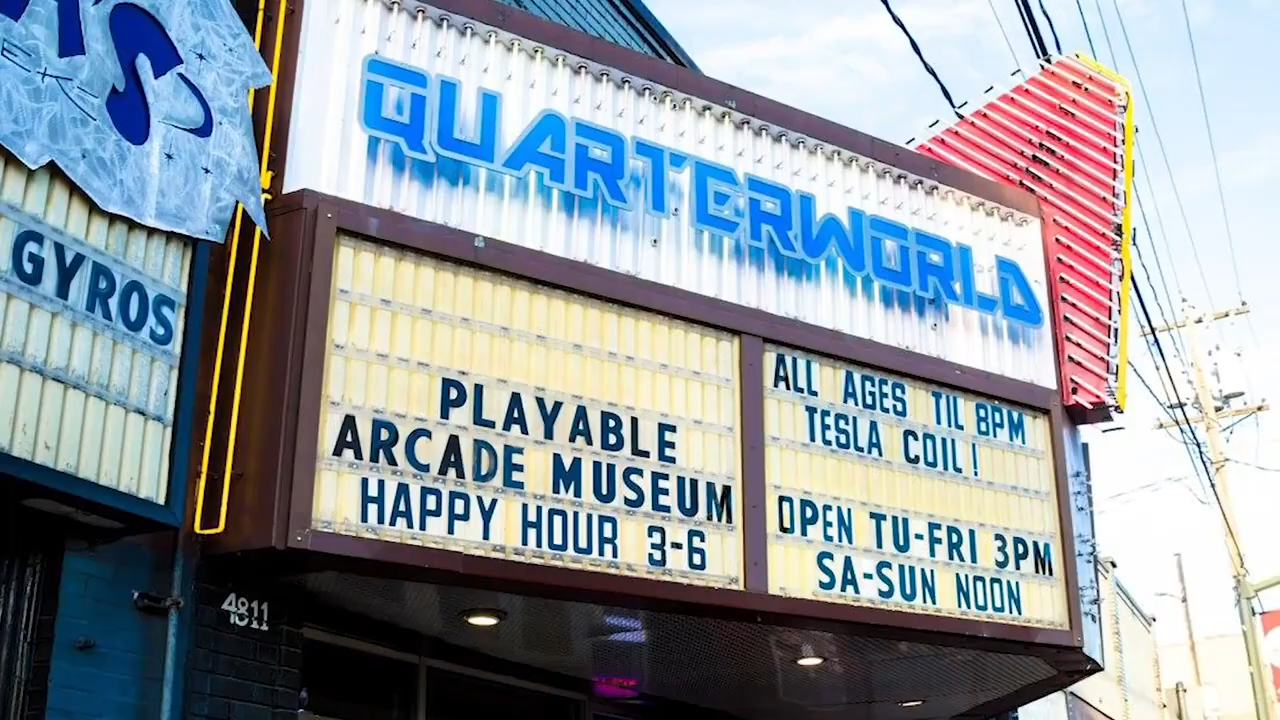 GYROS
QUARTERWORLD
PLAYABLE
ARCADE MUSEUM
HAPPY HOUR 3-6
ALL AGES TIL 8PM
TESLA COIL!
OPEN TU-FRI 3PM
SA-SUN NOON
4811